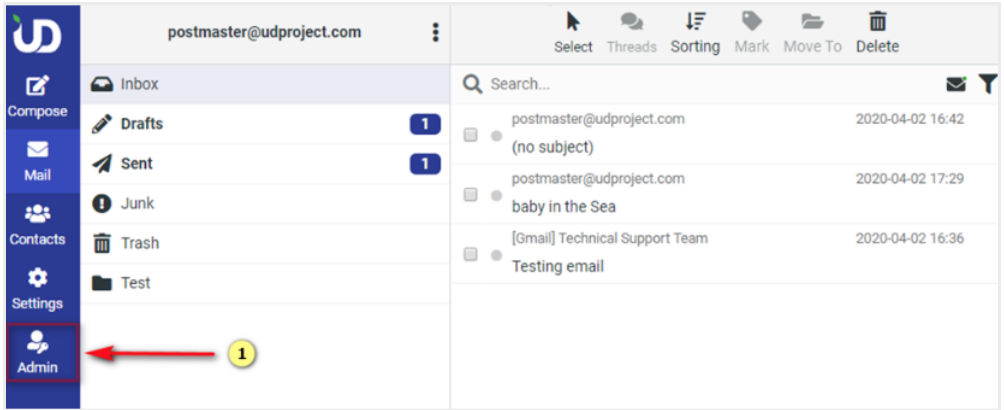 UD
Compose
Mail
Contacts
Settings
Admin
postmaster@udproject.com
Inbox
Drafts 1
Sent 1
Junk
Trash
Test
1
Select Threads Sorting Mark Move To Delete
Search...
postmaster@udproject.com 2020-04-02 16:42
(no subject)
postmaster@udproject.com 2020-04-02 17:29
baby in the Sea
[Gmail] Technical Support Team 2020-04-02 16:36
Testing email